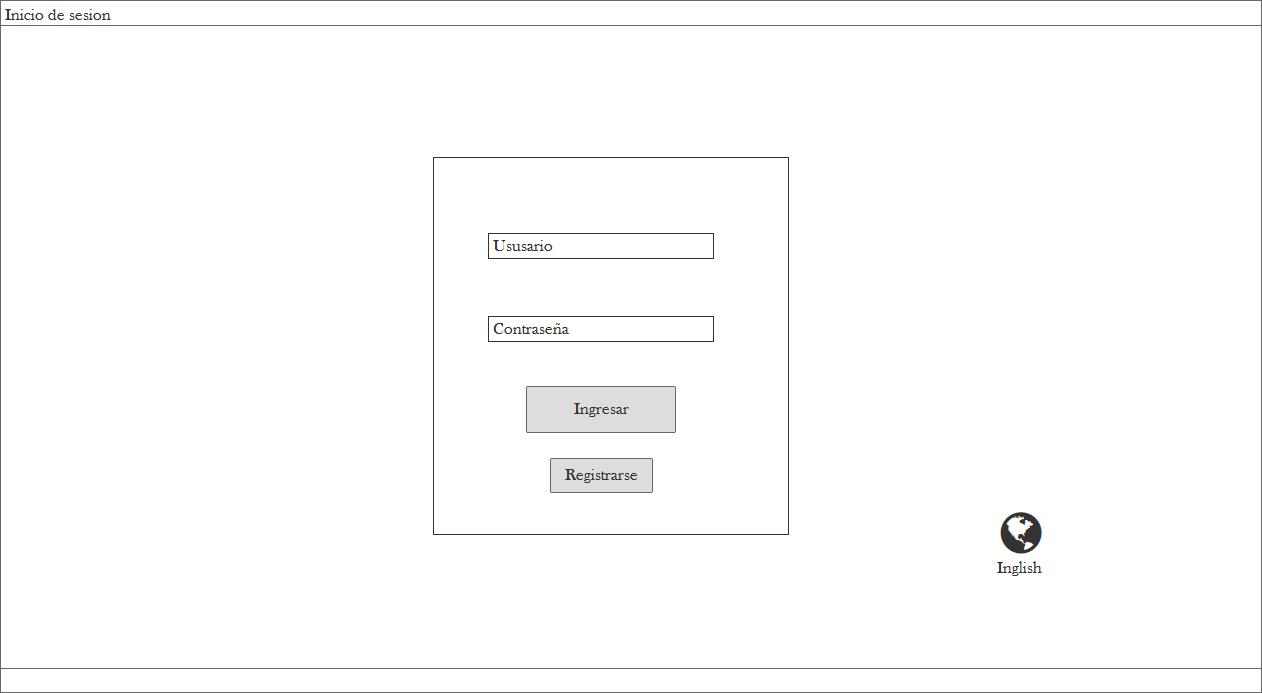 Inicio de sesion
Ususario
Contraseña
Ingresar
Registrarse
Inglish